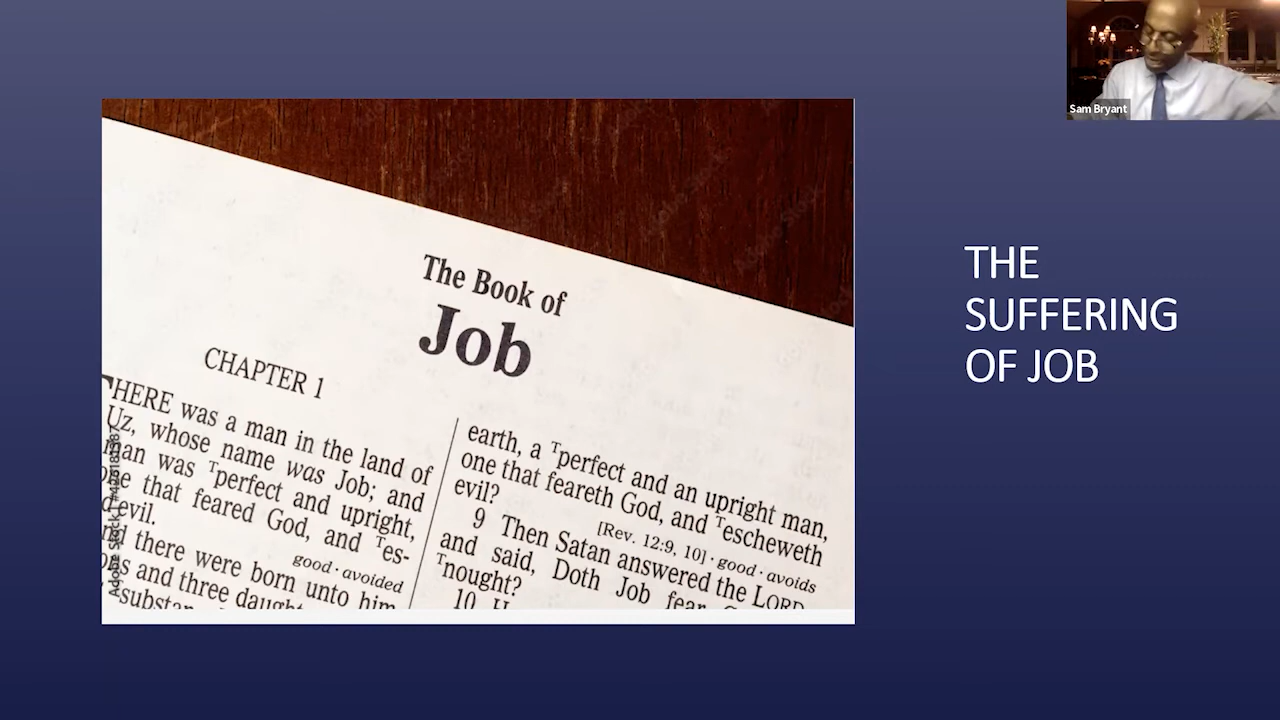 Sam Bryant
THE
SUFFERING
OF JOB
The Book of
Job
CHAPTER 1
THERE was a man in the land of
Uz, whose name was Job; and
man was Tperfect and upright,
one that feared God, and Tes-
d evil.
good · avoided
there were born unto him
and three
earth, a Tperfect and an upright man,
one that feareth God, and Tescheweth
evil?
[Rev. 12:9, 10] · good · avoids
9 Then Satan answered the LORD
and said, Doth Job fear
Tnought?
10
Adobe Stock